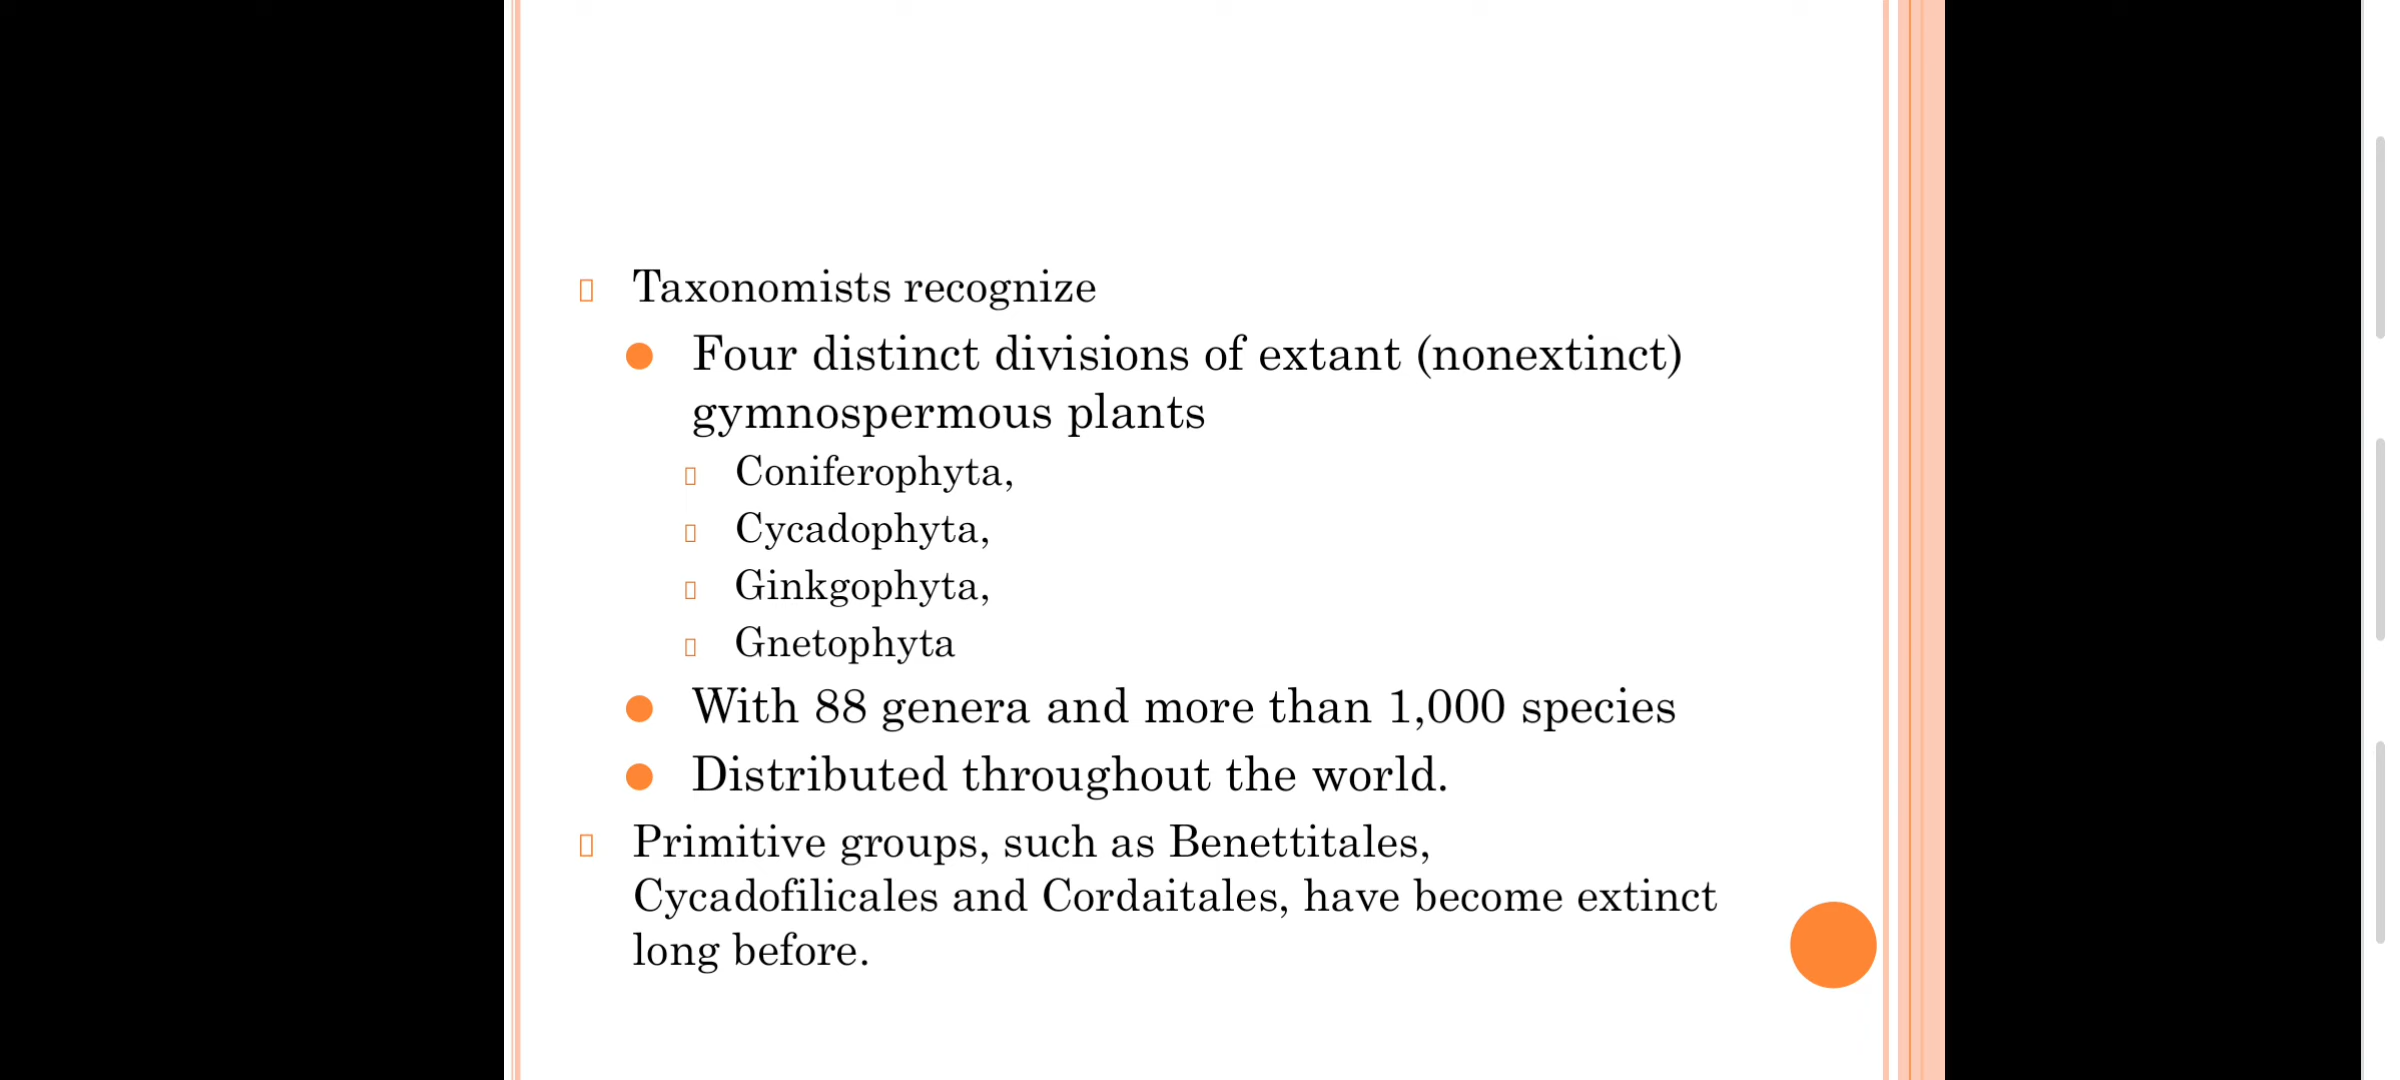 Taxonomists recognize
Four distinct divisions of extant (nonextinct)
gymnospermous plants
Coniferophyta,
Cycadophyta,
Ginkgophyta,
Gnetophyta
With 88 genera and more than 1,000 species
Distributed throughout the world.
Primitive groups, such as Benettitales,
Cycadofilicales and Cordaitales, have become extinct
long before.